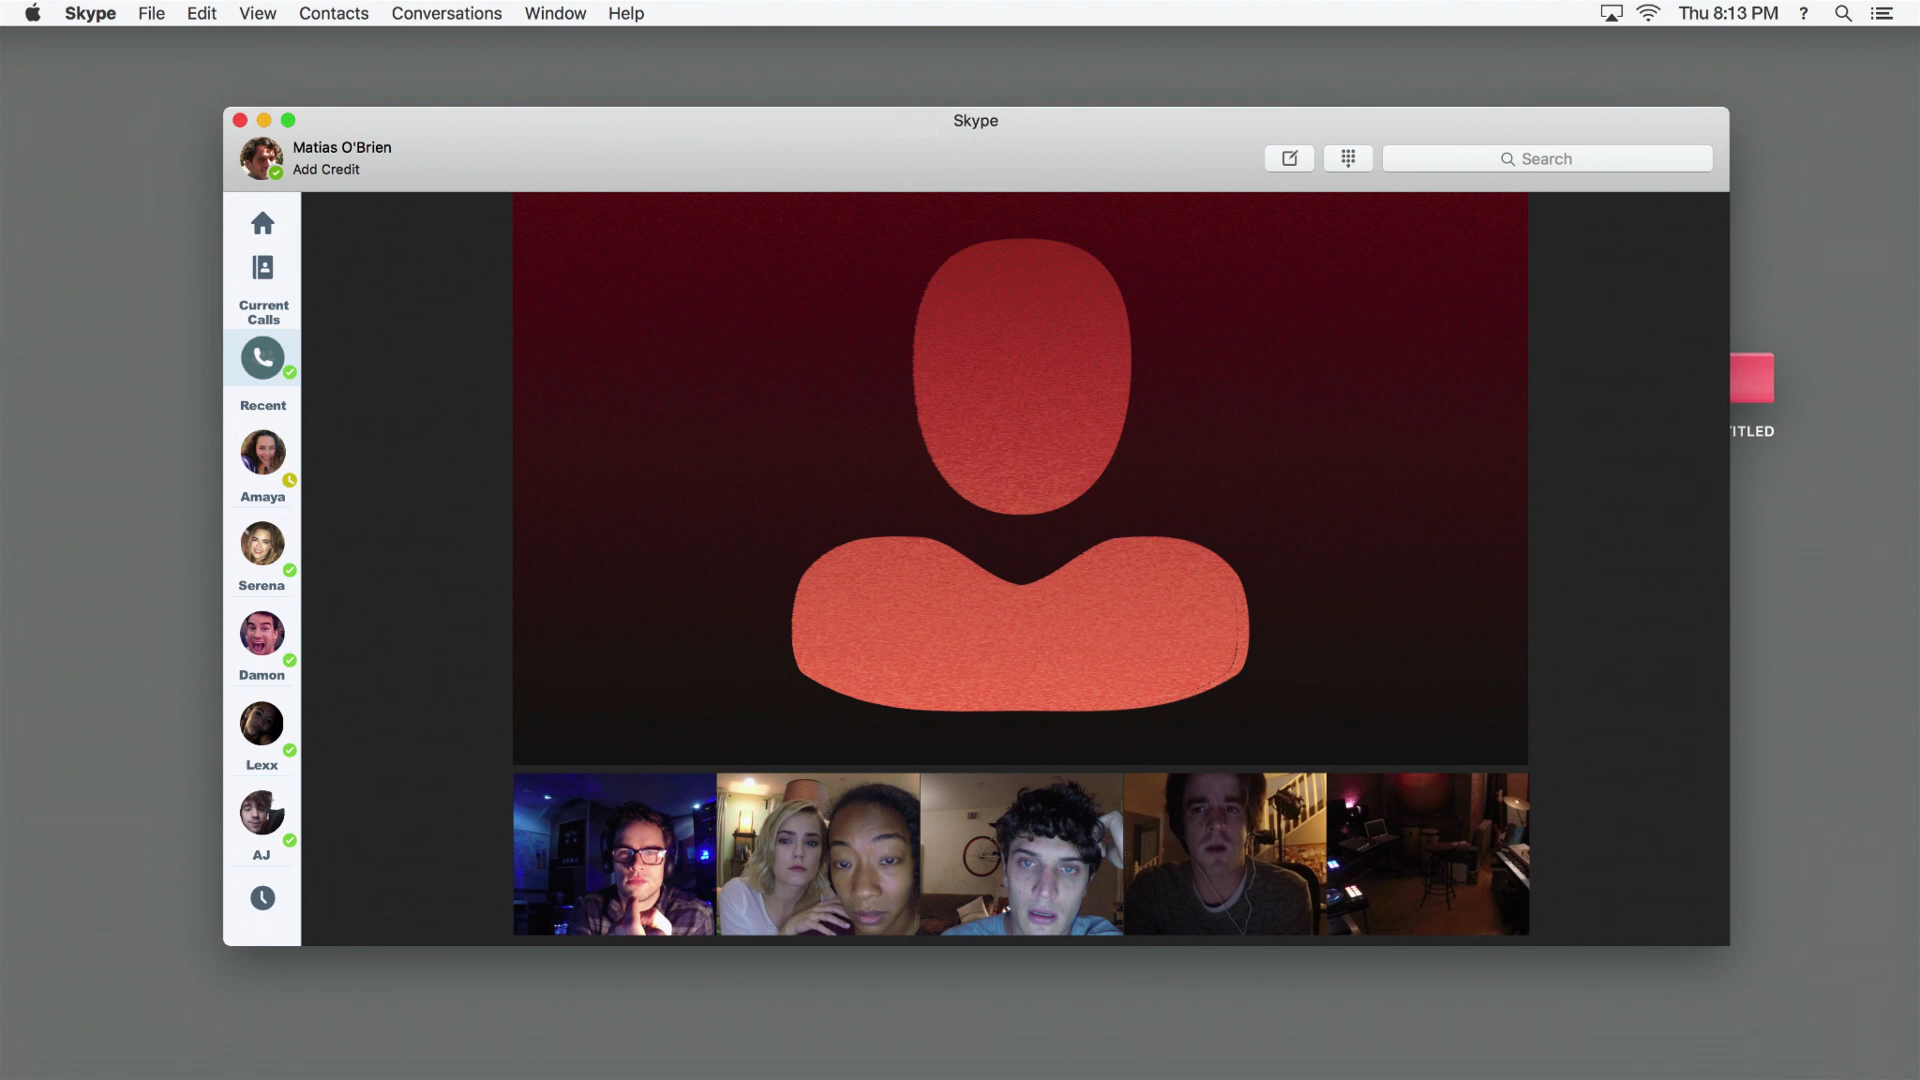 Skype File Edit View Contacts Conversations Window Help Thu 8:13 PM ?
Skype
Matias O'Brien
Add Credit
Search
Current
Calls
Recent
Amaya
Serena
Damon
Lexx
AJ
TITLED